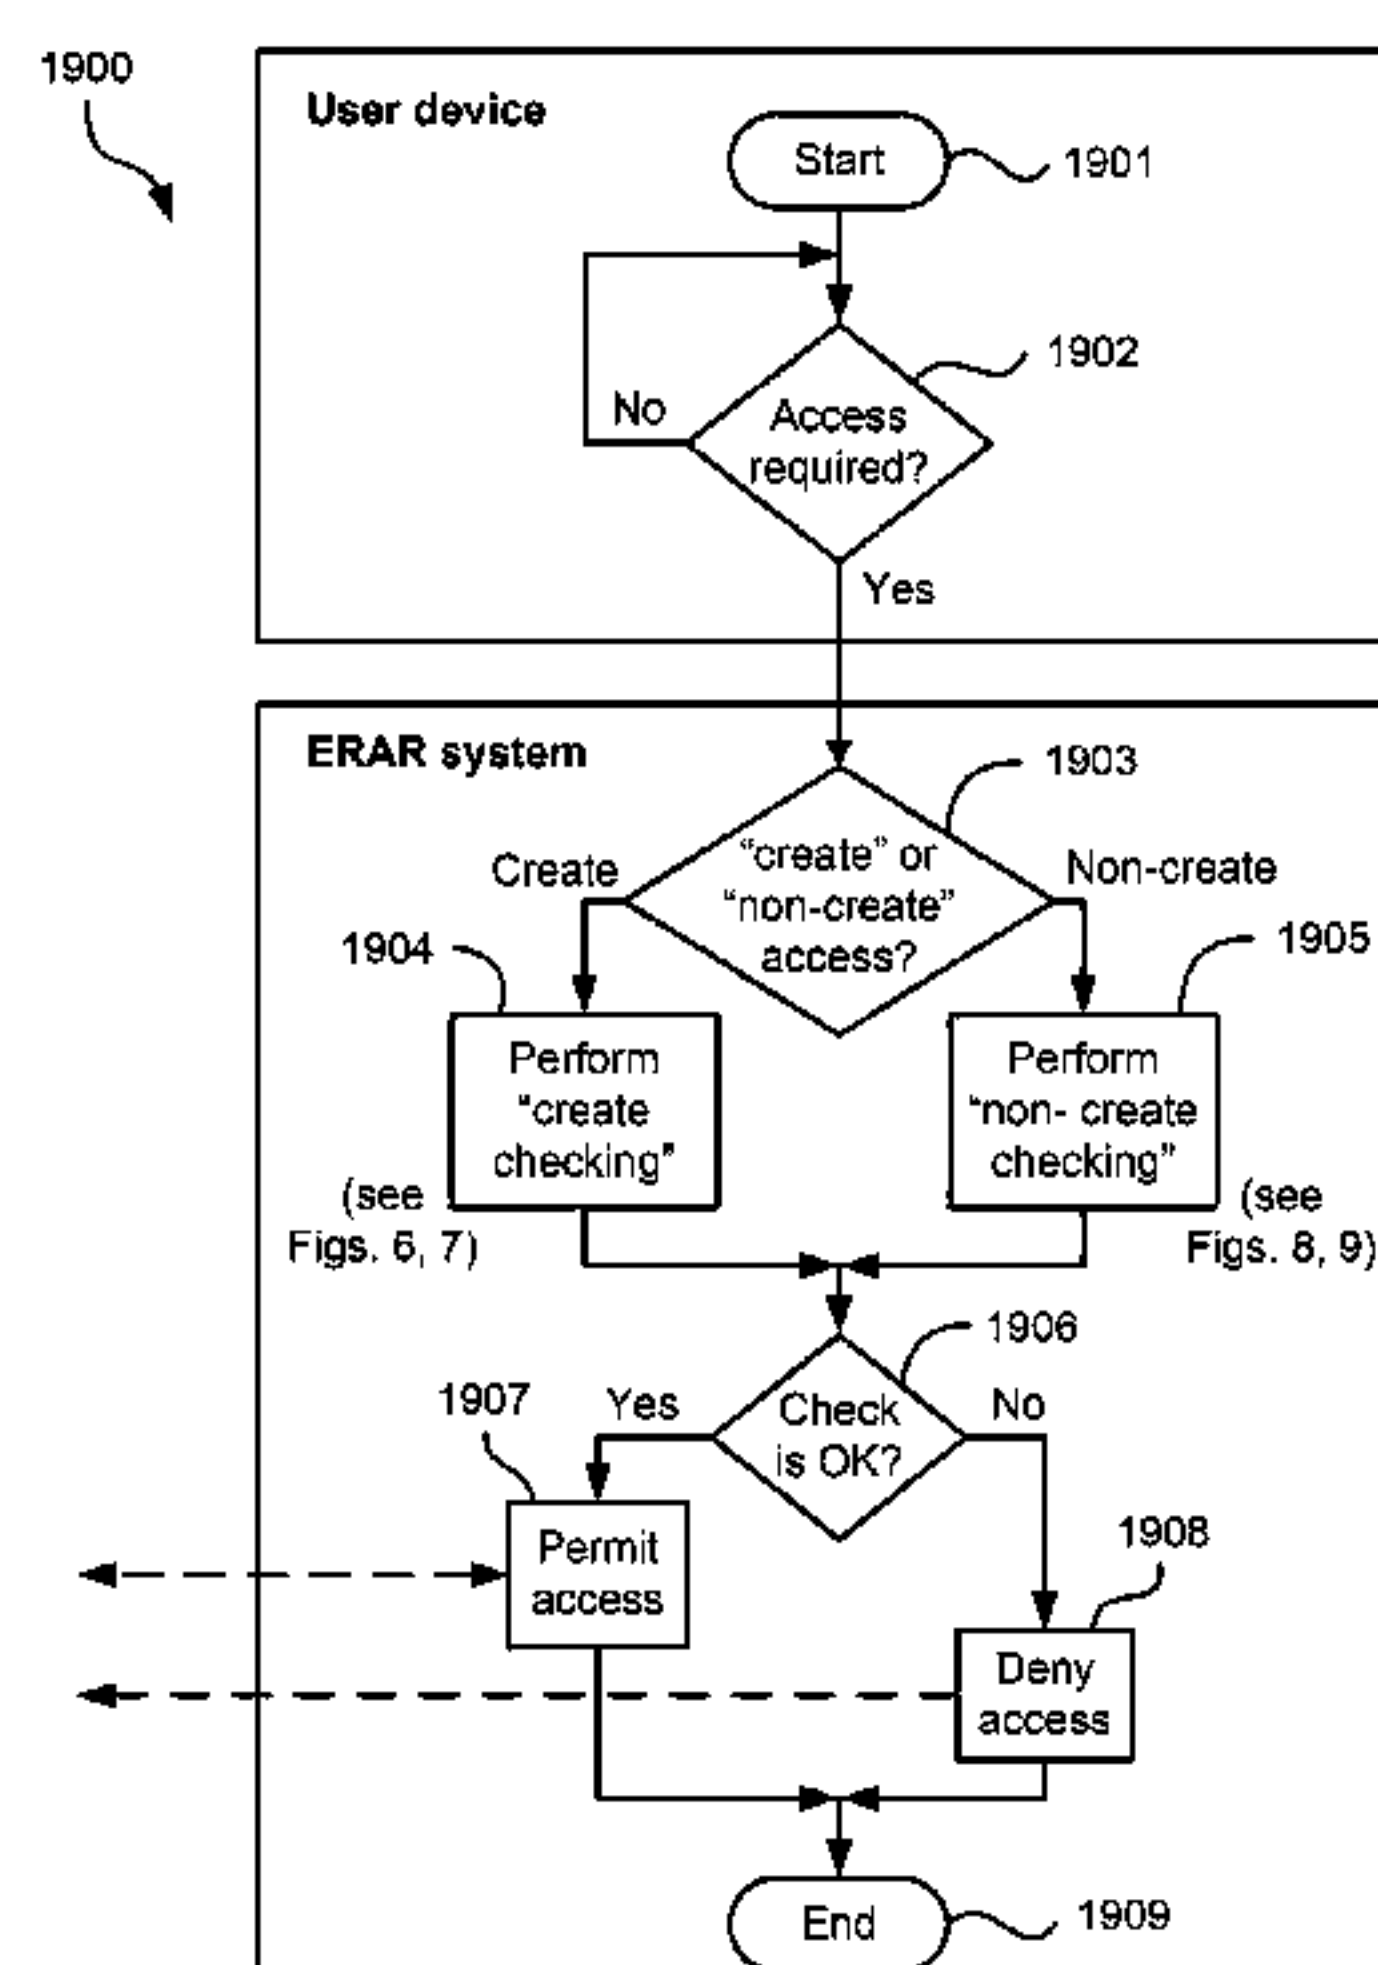 1900
User device
Start
1901
1902
No
Access
required?
Yes
ERAR system
1903
Create
"create" or
"non-create"
access?
Non-create
1904
1905
Perform
"create
checking"
Perform
"non- create
checking"
(see
Figs. 6, 7)
(see
Figs. 8, 9)
1906
1907
Yes
Check
is OK?
No
Permit
access
1908
Deny
access
End
1909